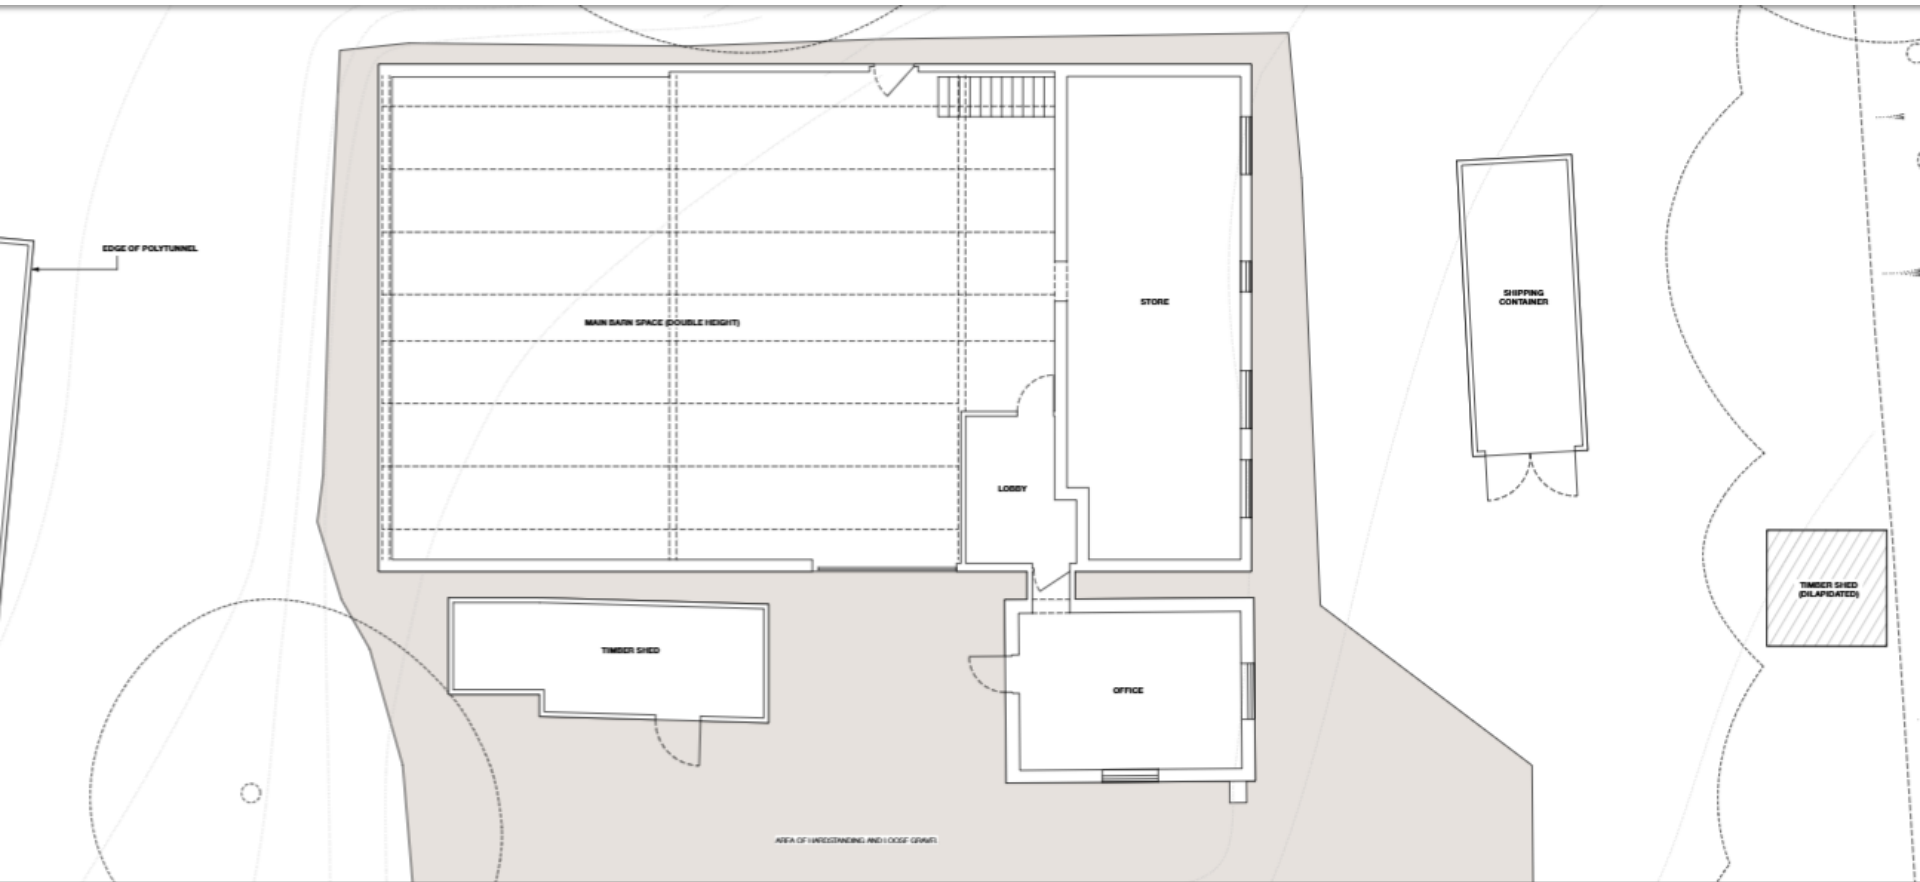 EDGE OF POLYTUNNEL
MAIN BARN SPACE (DOUBLE HEIGHT)
STORE
SHIPPING
CONTAINER
LOBBY
TIMBER SHED
(DILAPIDATED)
TIMBER SHED
OFFICE
AREA OF HARDSTANDING AND LOOSE GRAVEL